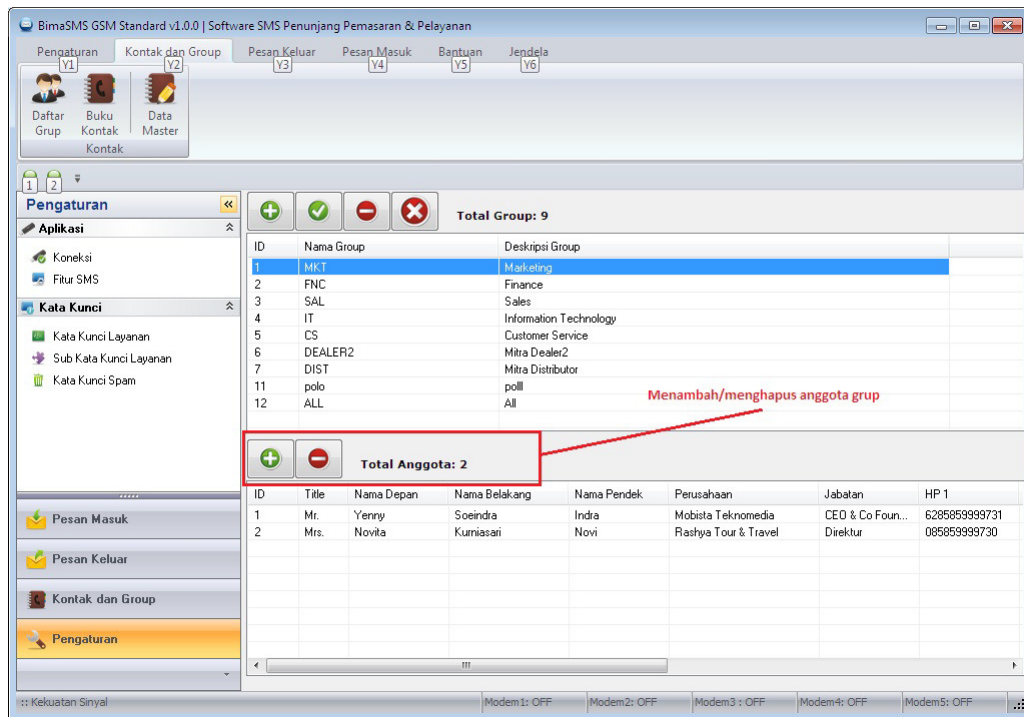 BimaSMS GSM Standard v1.0.0 | Software SMS Penunjang Pemasaran & Pelayanan
Pengaturan Kontak dan Group Pesan Keluar Pesan Masuk Bantuan Jendela
Y1 Y2 Y3 Y4 Y5 Y6
Daftar Grup
Buku Kontak
Data Master
Kontak
1 2
Pengaturan
Aplikasi
Koneksi
Fitur SMS
Kata Kunci
Kata Kunci Layanan
Sub Kata Kunci Layanan
Kata Kunci Spam
Pesan Masuk
Pesan Keluar
Kontak dan Group
Pengaturan
Total Group: 9
ID Nama Group Deskripsi Group
1 MKT Marketing
2 FNC Finance
3 SAL Sales
4 IT Information Technology
5 CS Customer Service
6 DEALER2 Mitra Dealer2
7 DIST Mitra Distributor
11 polo polll
12 ALL All
Menambah/menghapus anggota grup
Total Anggota: 2
ID Title Nama Depan Nama Belakang Nama Pendek Perusahaan Jabatan HP 1
1 Mr. Yenny Soeindra Indra Mobista Teknomedia CEO & Co Foun... 6285859999731
2 Mrs. Novita Kurniasari Novi Rashya Tour & Travel Direktur 085859999730
:: Kekuatan Sinyal Modem1: OFF Modem2: OFF Modem3 : OFF Modem4: OFF Modem5: OFF